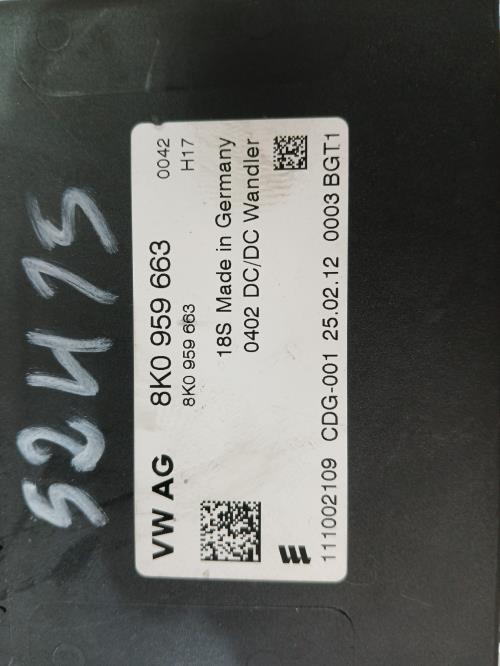 52415
VW AG 8K0 959 663 0042
8K0 959 663 H17
18S Made in Germany
0402 DC/DC Wandler
111002109 CDG-001 25.02.12 0003 BGT1